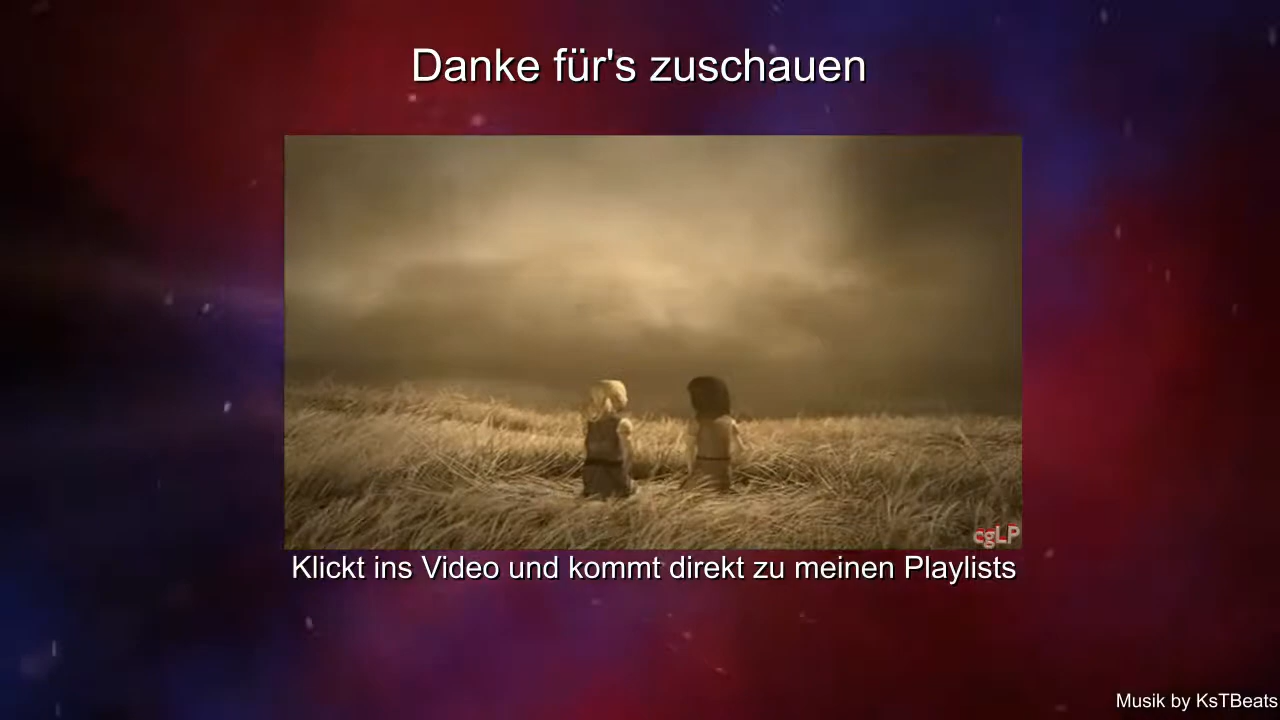 Danke für's zuschauen
cgLP
Klickt ins Video und kommt direkt zu meinen Playlists
Musik by KsTBeats